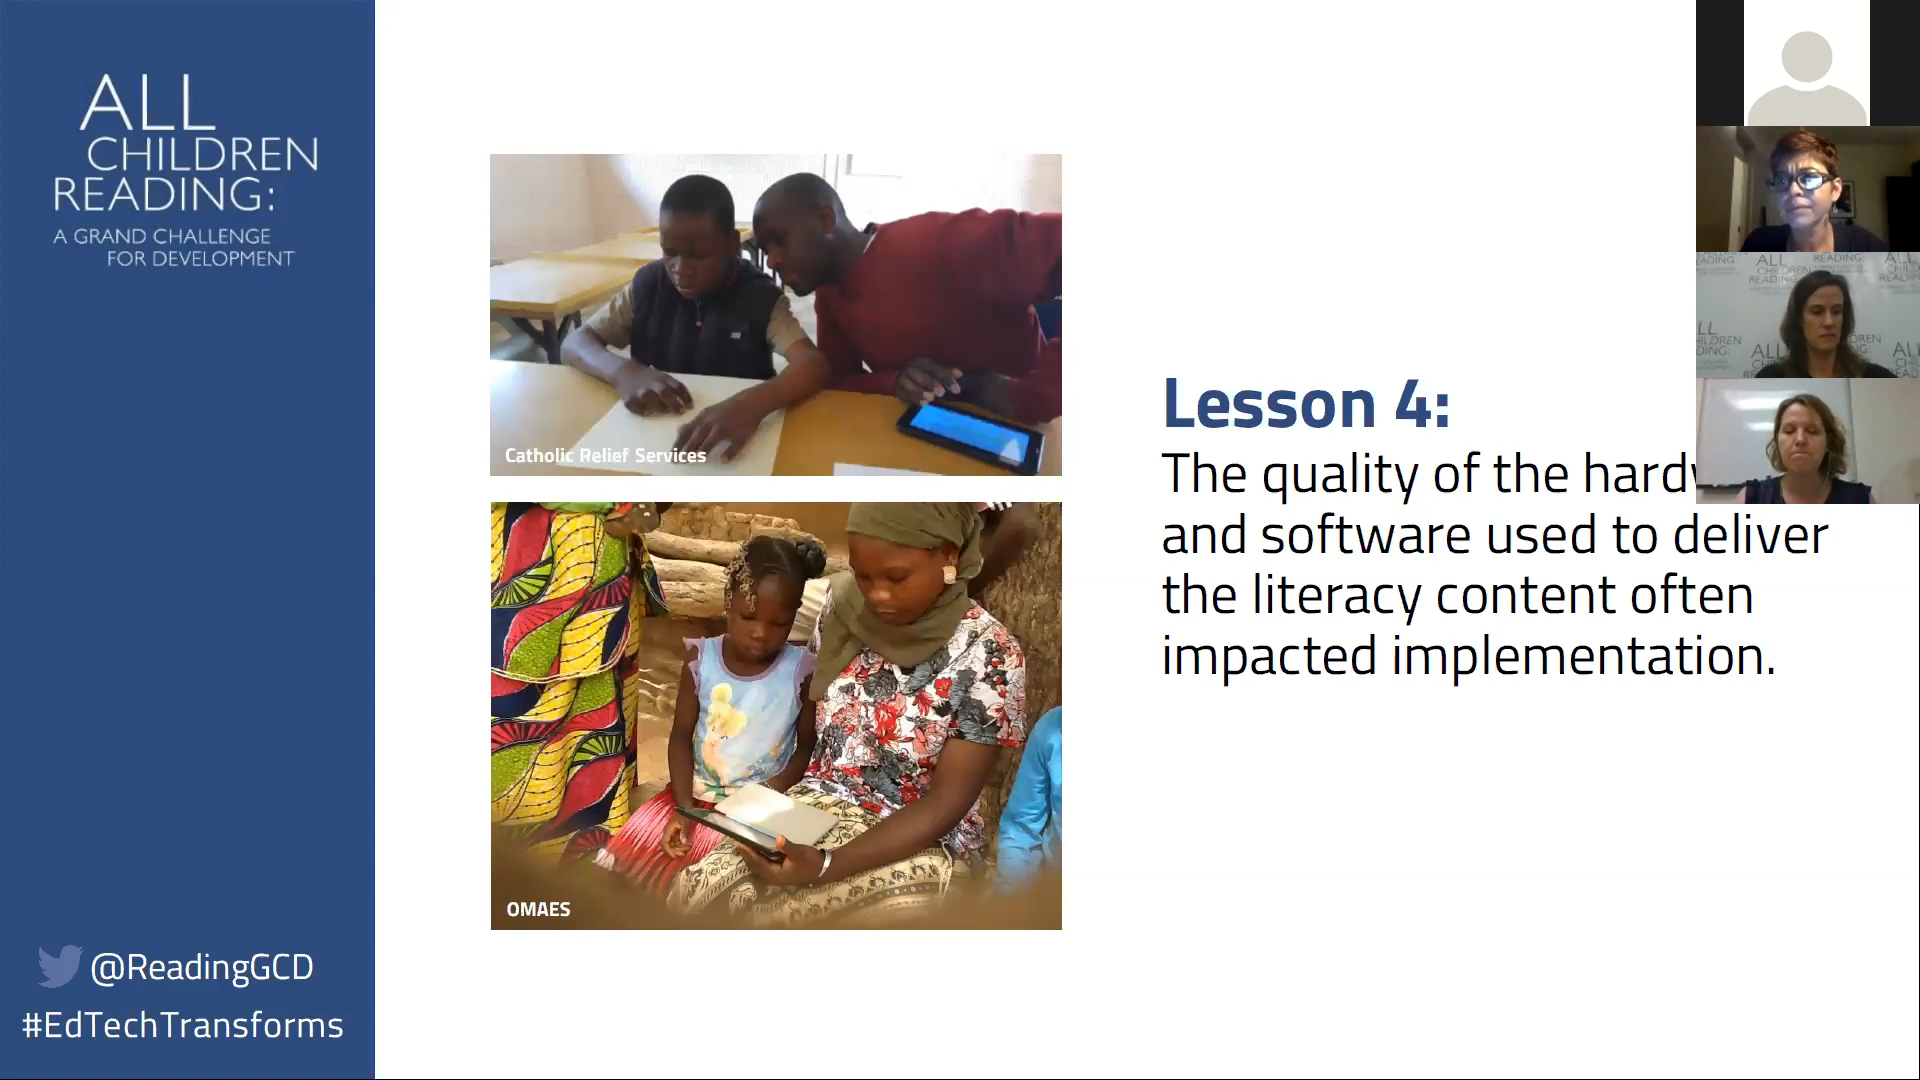 ALL
CHILDREN
READING:
A GRAND CHALLENGE
FOR DEVELOPMENT
Catholic Relief Services
OMAES
Lesson 4:
The quality of the
and software used to deliver
the literacy content often
impacted implementation.
@ReadingGCD
#EdTechTransforms